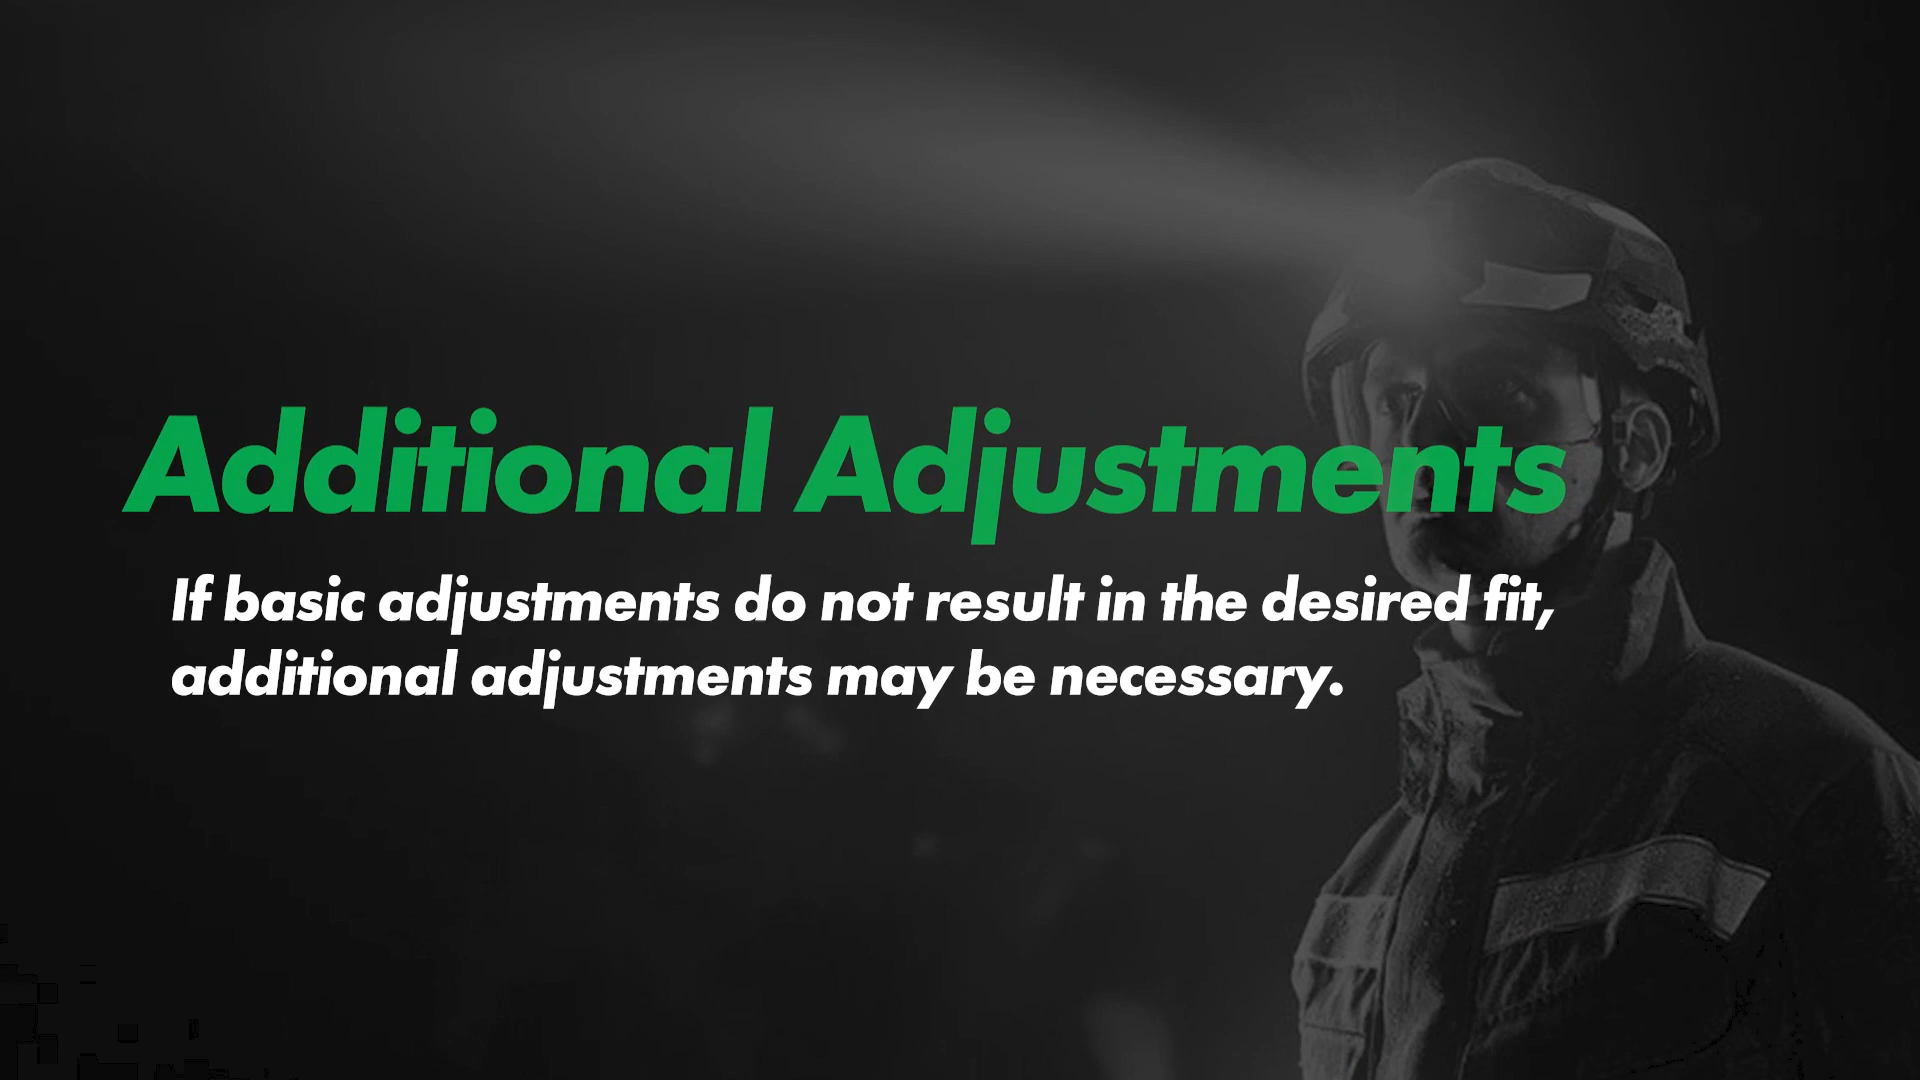 Additional Adjustments
If basic adjustments do not result in the desired fit,
additional adjustments may be necessary.